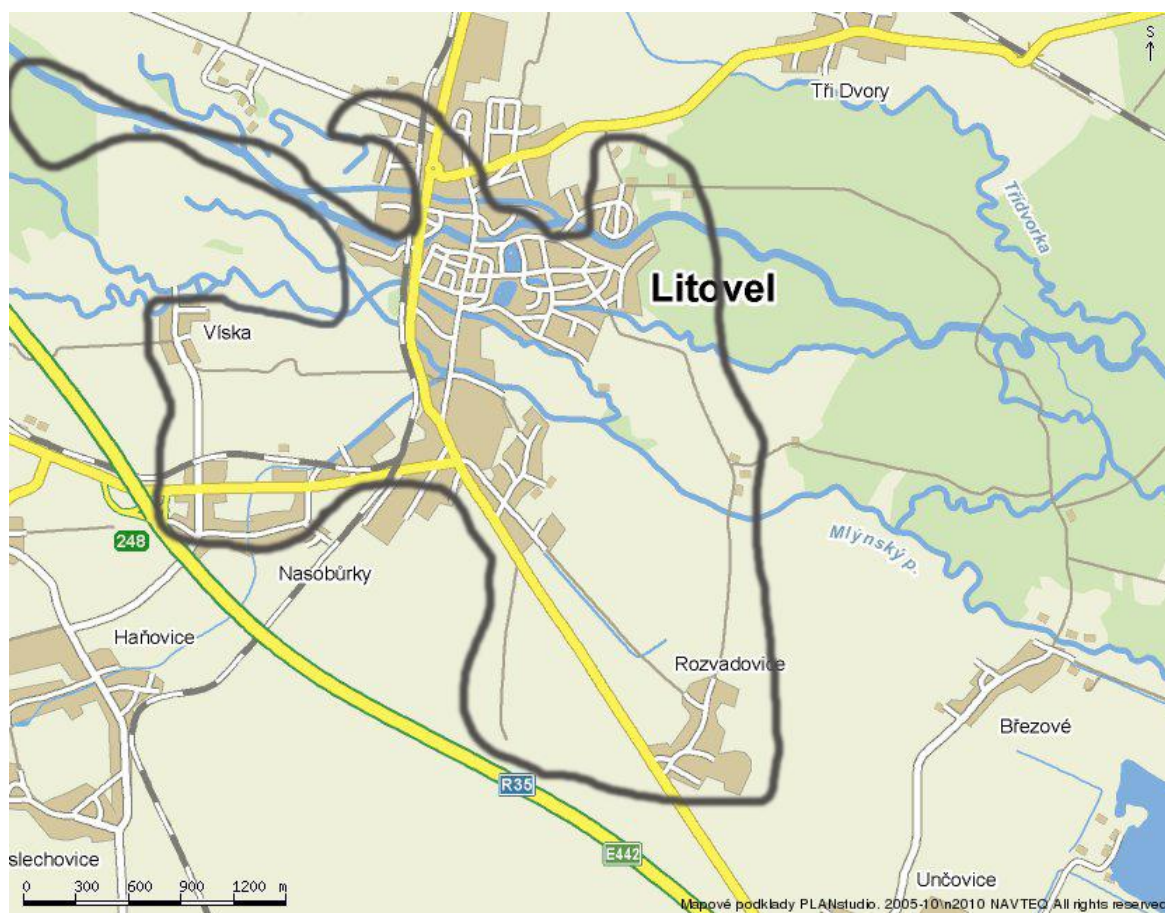 S
Tři Dvory
Třídvorka
Litovel
Víska
248
Mlýnský p.
Nasobůrky
Haňovice
Rozvadovice
Březové
R35
E442
slechovice
Unčovice
0 300 600 900 1200 m
Mapové podklady PLANstudio. 2005-10\n2010 NAVTEQ All rights reserved